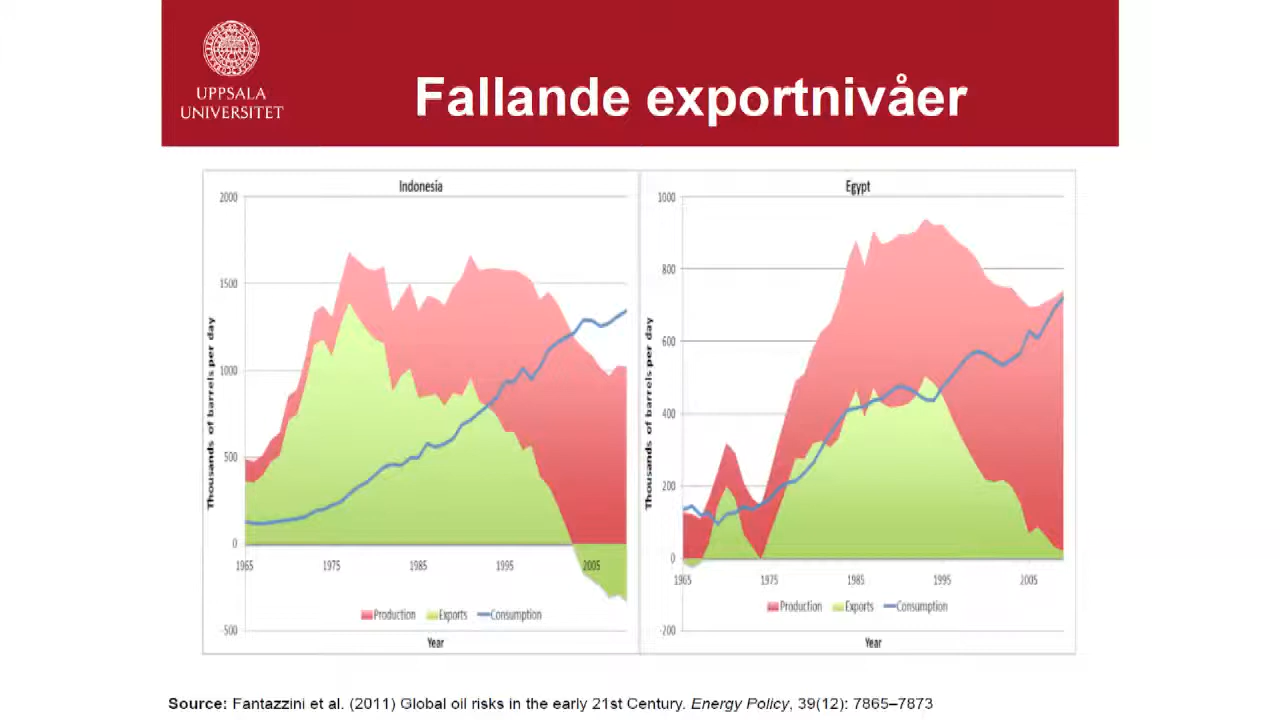 UPPSALA
UNIVERSITET
Fallande exportnivåer
Indonesia
2000
1500
1000
500
0
-500
Thousands of barrels per day
1965 1975 1985 1995 2005
Production Exports Consumption
Year
Egypt
1000
800
600
400
200
0
-200
Thousands of barrels per day
1965 1975 1985 1995 2005
Production Exports Consumption
Year
Source: Fantazzini et al. (2011) Global oil risks in the early 21st Century. Energy Policy, 39(12): 7865–7873